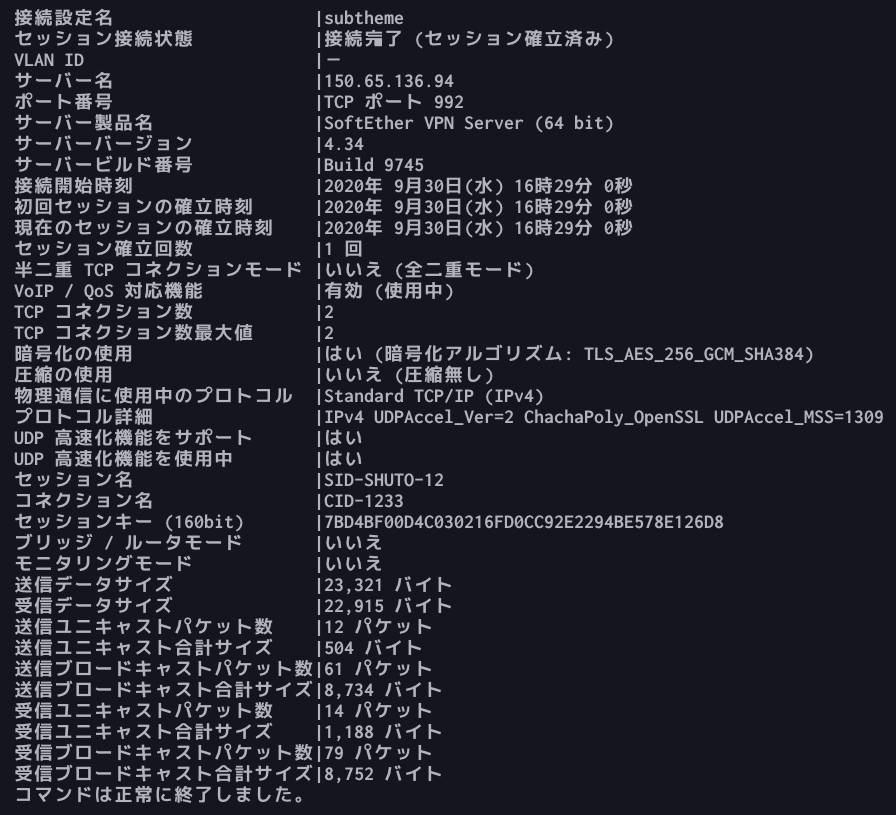 接続設定名 |subtheme
セッション接続状態 |接続完了 (セッション確立済み)
VLAN ID |－
サーバー名 |150.65.136.94
ポート番号 |TCP ポート 992
サーバー製品名 |SoftEther VPN Server (64 bit)
サーバーバージョン |4.34
サーバービルド番号 |Build 9745
接続開始時刻 |2020年 9月30日(水) 16時29分 0秒
初回セッションの確立時刻 |2020年 9月30日(水) 16時29分 0秒
現在のセッションの確立時刻 |2020年 9月30日(水) 16時29分 0秒
セッション確立回数 |1 回
半二重 TCP コネクションモード |いいえ (全二重モード)
VoIP / QoS 対応機能 |有効 (使用中)
TCP コネクション数 |2
TCP コネクション数最大値 |2
暗号化の使用 |はい (暗号化アルゴリズム: TLS_AES_256_GCM_SHA384)
圧縮の使用 |いいえ (圧縮無し)
物理通信に使用中のプロトコル |Standard TCP/IP (IPv4)
プロトコル詳細 |IPv4 UDPAccel_Ver=2 ChachaPoly_OpenSSL UDPAccel_MSS=1309
UDP 高速化機能をサポート |はい
UDP 高速化機能を使用中 |はい
セッション名 |SID-SHUTO-12
コネクション名 |CID-1233
セッションキー (160bit) |7BD4BF00D4C030216FD0CC92E2294BE578E126D8
ブリッジ / ルータモード |いいえ
モニタリングモード |いいえ
送信データサイズ |23,321 バイト
受信データサイズ |22,915 バイト
送信ユニキャストパケット数 |12 パケット
送信ユニキャスト合計サイズ |504 バイト
送信ブロードキャストパケット数|61 パケット
送信ブロードキャスト合計サイズ|8,734 バイト
受信ユニキャストパケット数 |14 パケット
受信ユニキャスト合計サイズ |1,188 バイト
受信ブロードキャストパケット数|79 パケット
受信ブロードキャスト合計サイズ|8,752 バイト
コマンドは正常に終了しました。